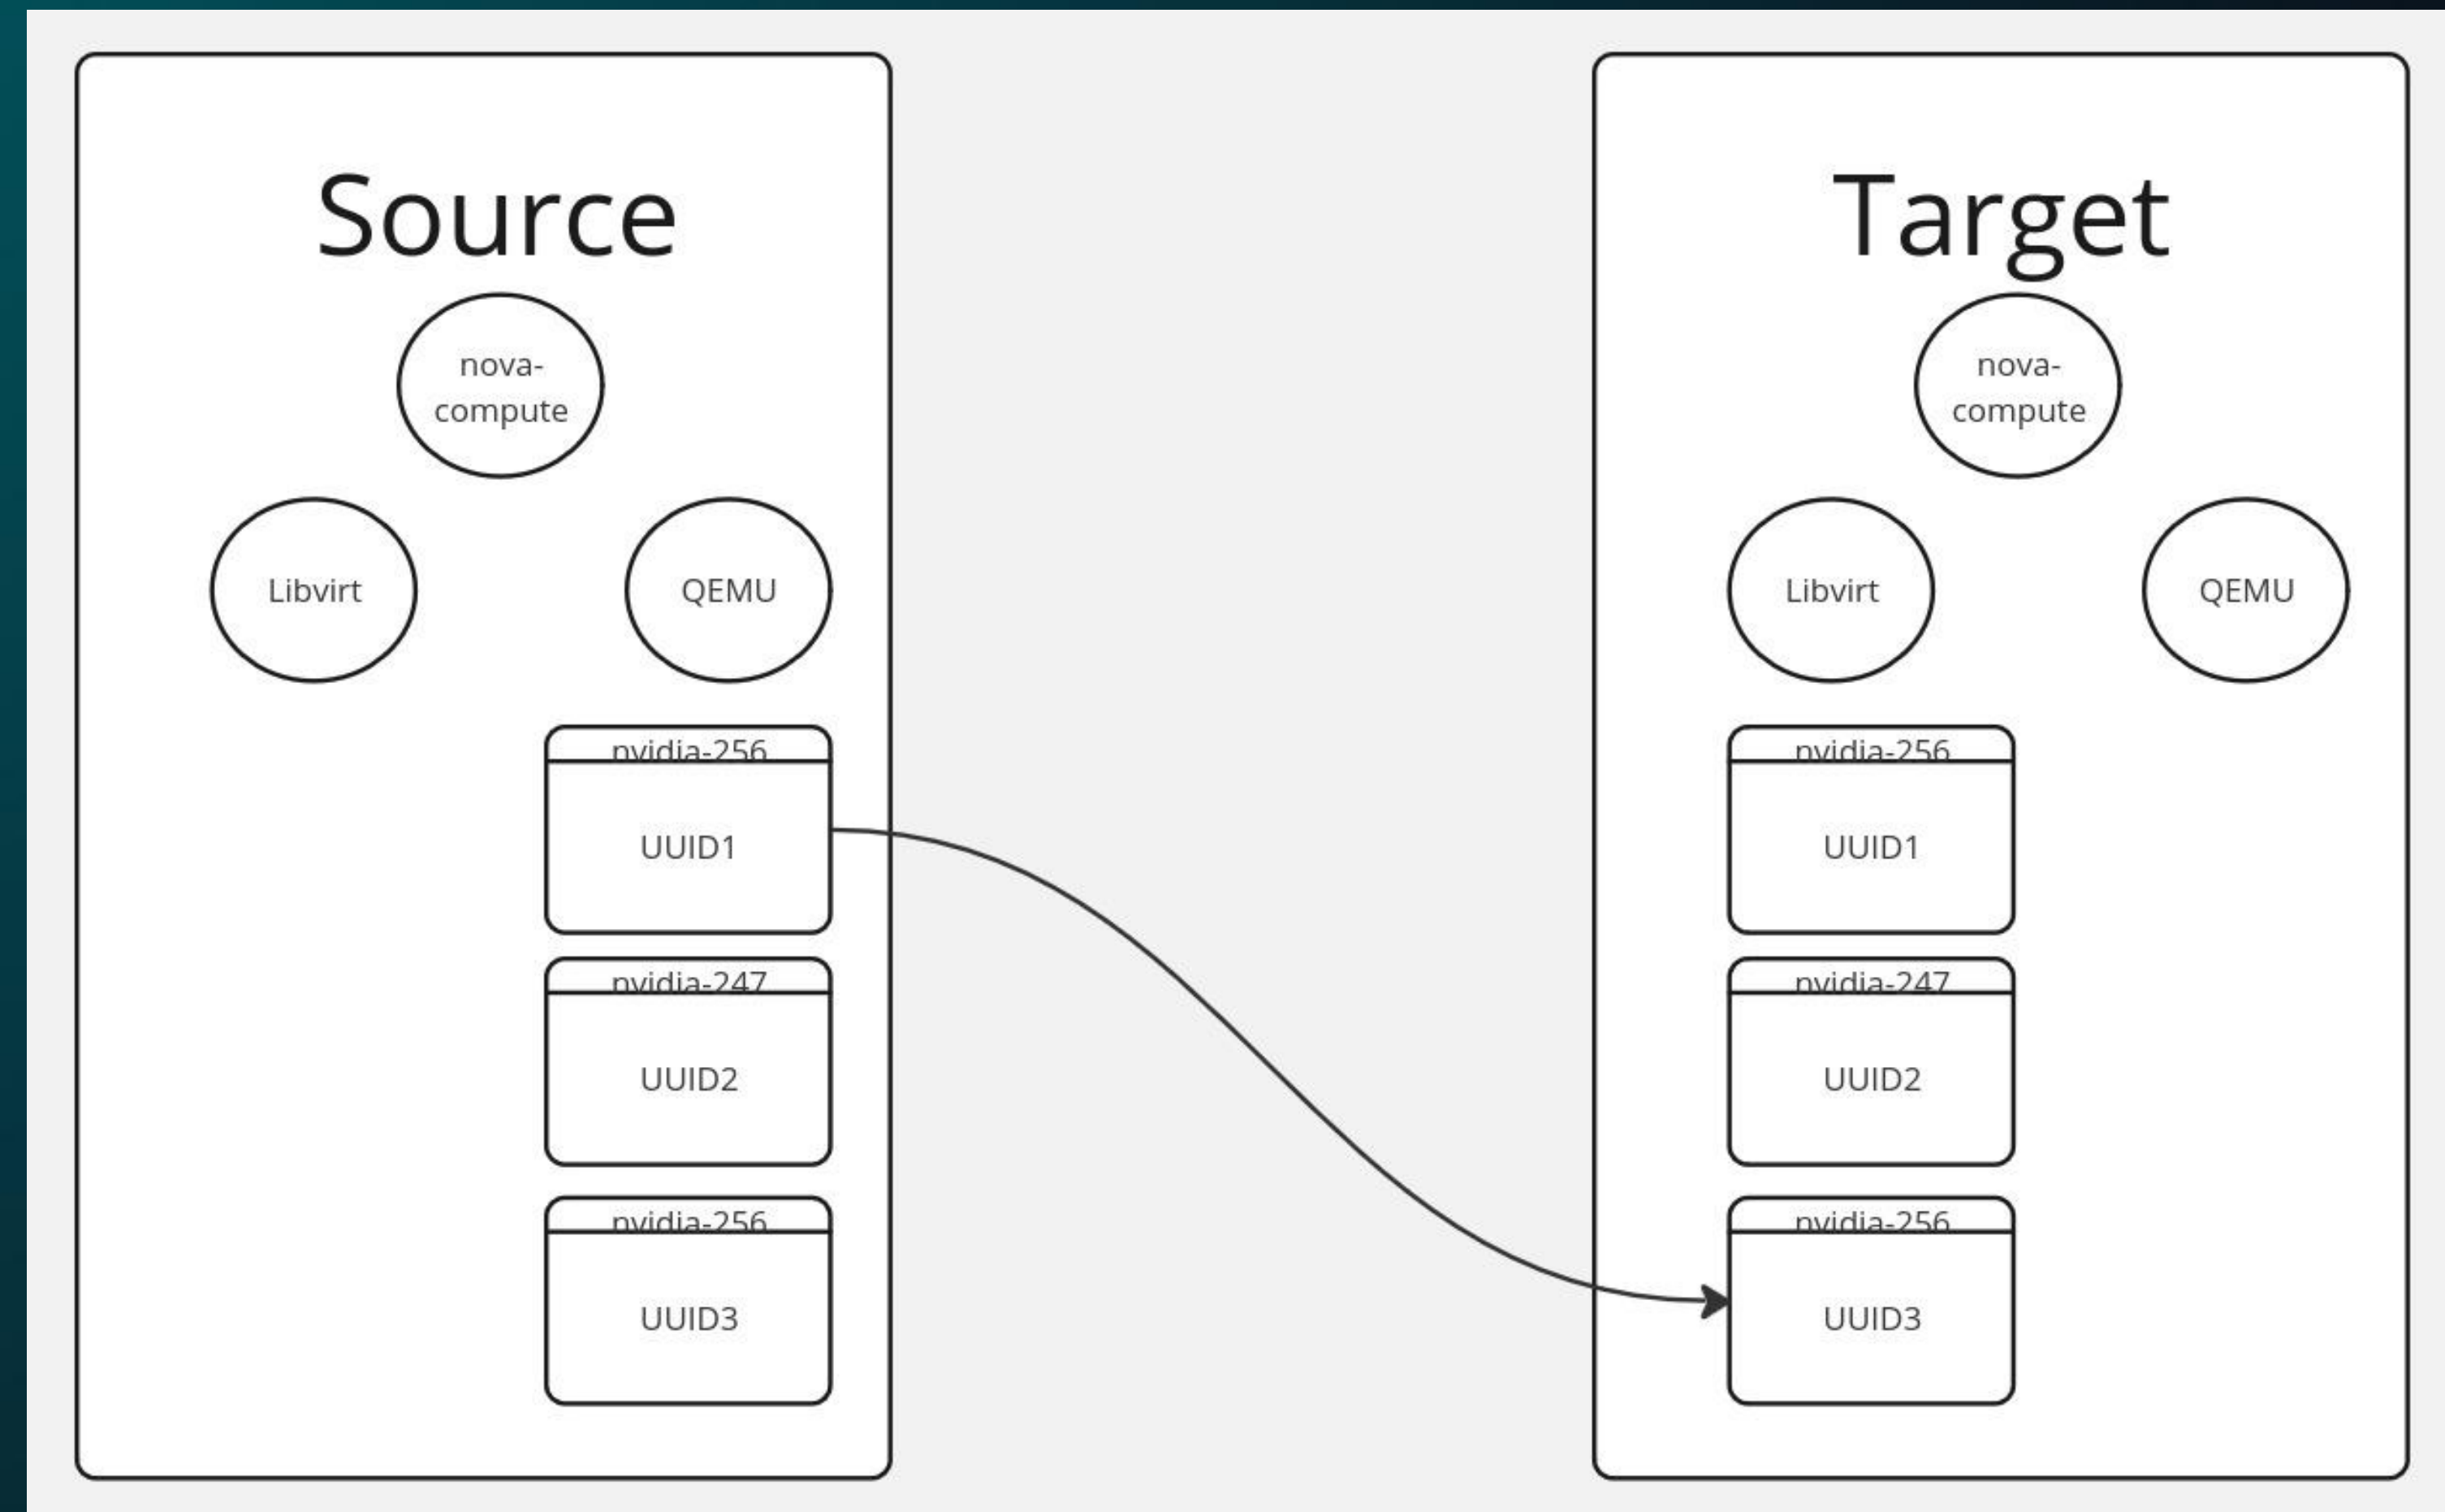 Source
nova-
compute
Libvirt
QEMU
nvidia-256
UUID1
nvidia-247
UUID2
nvidia-256
UUID3
Target
nova-
compute
Libvirt
QEMU
nvidia-256
UUID1
nvidia-247
UUID2
nvidia-256
UUID3